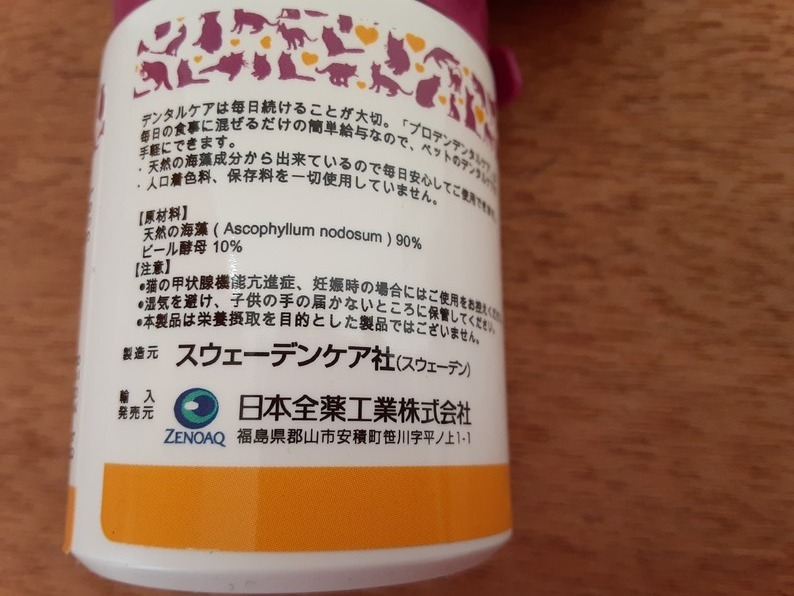 デンタルケアは毎日続けることが大切。「プロデンデンタルケア
毎日の食事に混ぜるだけの簡単給与なので、ペットのデンタルケ
手軽にできます。
・天然の海藻成分から出来ているので毎日安心してご使用できま
・人口着色料、保存料を一切使用していません。
【原材料】
天然の海藻 ( Ascophyllum nodosum ) 90%
ビール酵母 10%
【注意】
●猫の甲状腺機能亢進症、妊娠時の場合にはご使用をお控えくだ
●湿気を避け、子供の手の届かないところに保管してください。
●本製品は栄養摂取を目的とした製品ではございません。
製造元 スウェーデンケア社(スウェーデン)
輸入発売元 ZENOAQ 日本全薬工業株式会社
福島県郡山市安積町笹川字平ノ上1-1